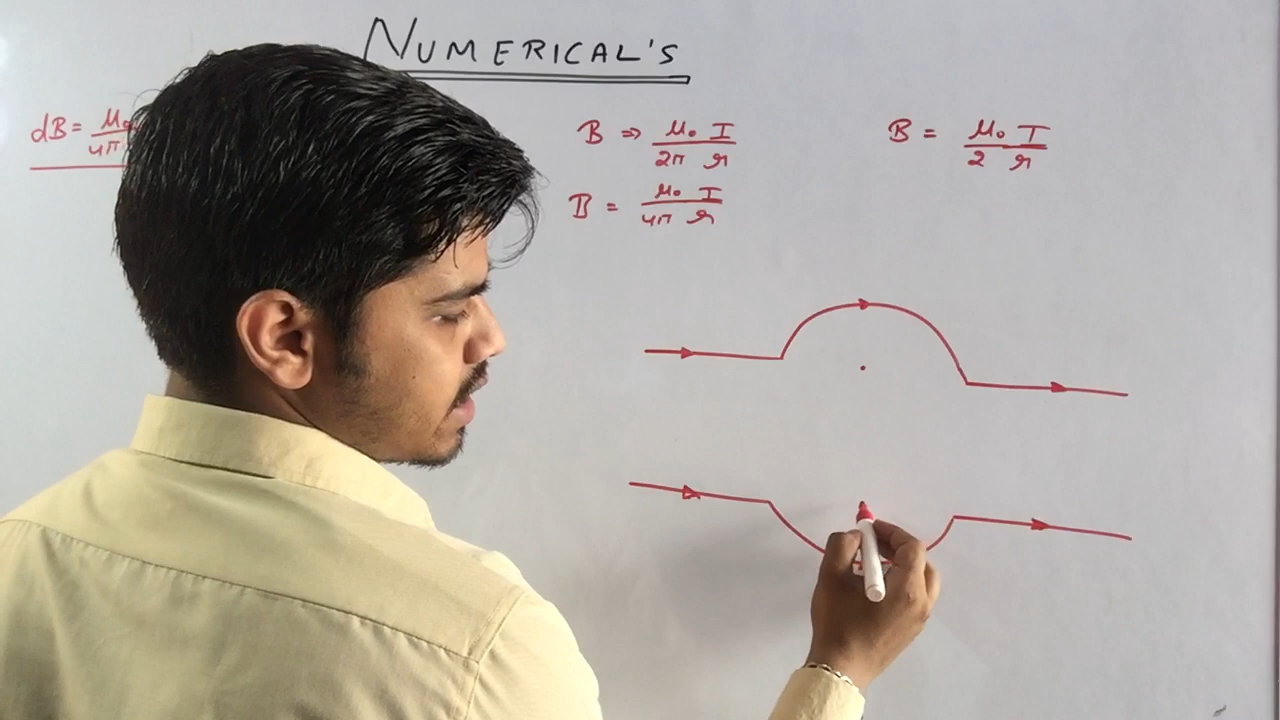 NUMERICAL'S
dB = μ₀/4π
B ⇒ μ₀ I / 2π r
B = μ₀ I / 4π r
B = μ₀ I / 2 r